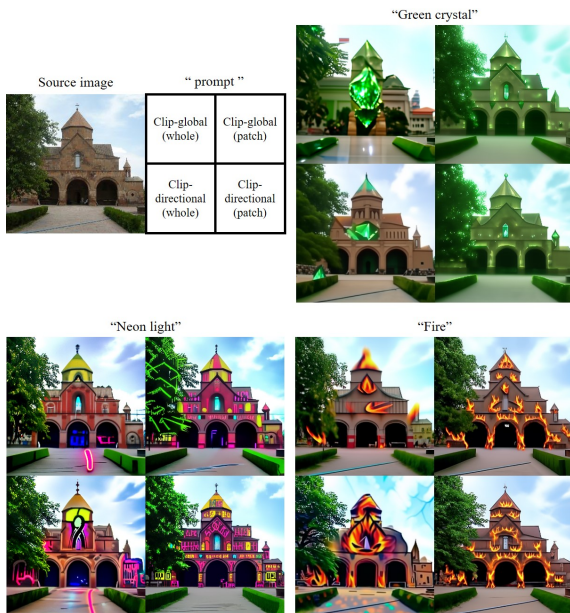 “Green crystal”
Source image
“ prompt ”
Clip-global
(whole)
Clip-global
(patch)
Clip-
directional
(whole)
Clip-
directional
(patch)
“Neon light”
“Fire”